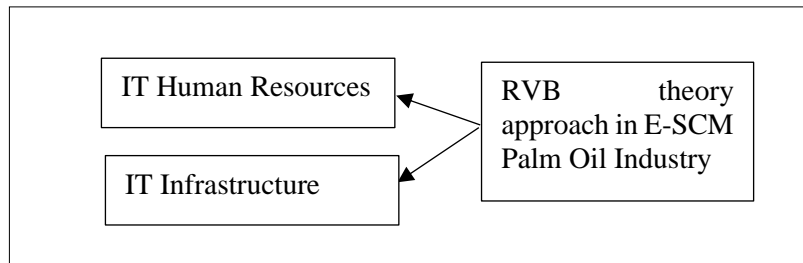 IT Human Resources
IT Infrastructure
RVB theory
approach in E-SCM
Palm Oil Industry